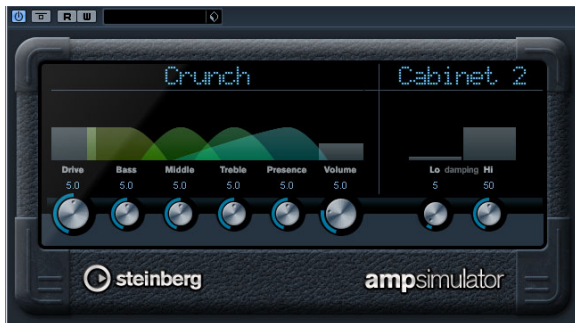 R W
Crunch Cabinet 2
Drive Bass Middle Treble Presence Volume Lo damping Hi
5.0 5.0 5.0 5.0 5.0 5.0 5 50
steinberg ampsimulator